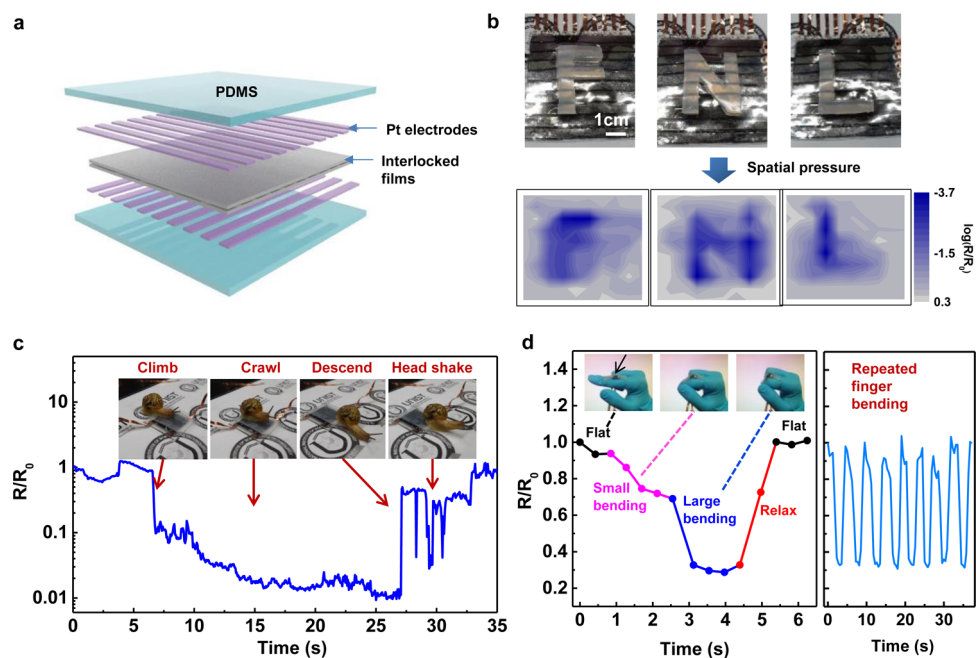 a
PDMS
Pt electrodes
Interlocked
films
b
1cm
Spatial pressure
-3.7
-1.5
0.3
log(R/R0)
c
Climb
Crawl
Descend
Head shake
UNIST
10
1
0.1
0.01
R/R0
0 5 10 15 20 25 30 35
Time (s)
d
1.4
1.2
1.0
0.8
0.6
0.4
0.2
R/R0
Flat
Small
bending
Large
bending
Relax
Flat
0 1 2 3 4 5 6
Time (s)
Repeated
finger
bending
0 10 20 30
Time (s)